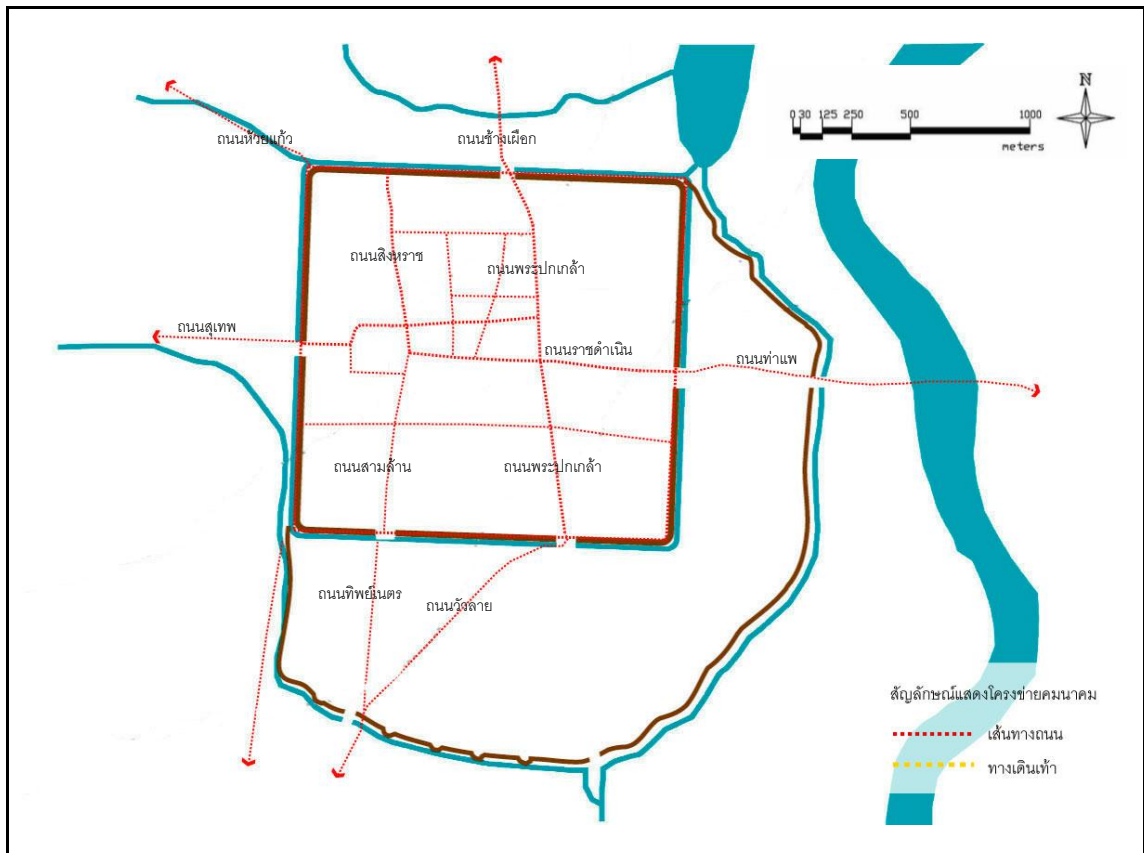 N
0 30 125 250 500 1000
meters
ถนนห้วยแก้ว
ถนนช้างเผือก
ถนนสิงหราช
ถนนพระปกเกล้า
ถนนสุเทพ
ถนนราชดำเนิน
ถนนท่าแพ
ถนนสามล้าน
ถนนพระปกเกล้า
ถนนทิพย์เนตร
ถนนวัวลาย
สัญลักษณ์แสดงโครงข่ายคมนาคม
เส้นทางถนน
ทางเดินเท้า